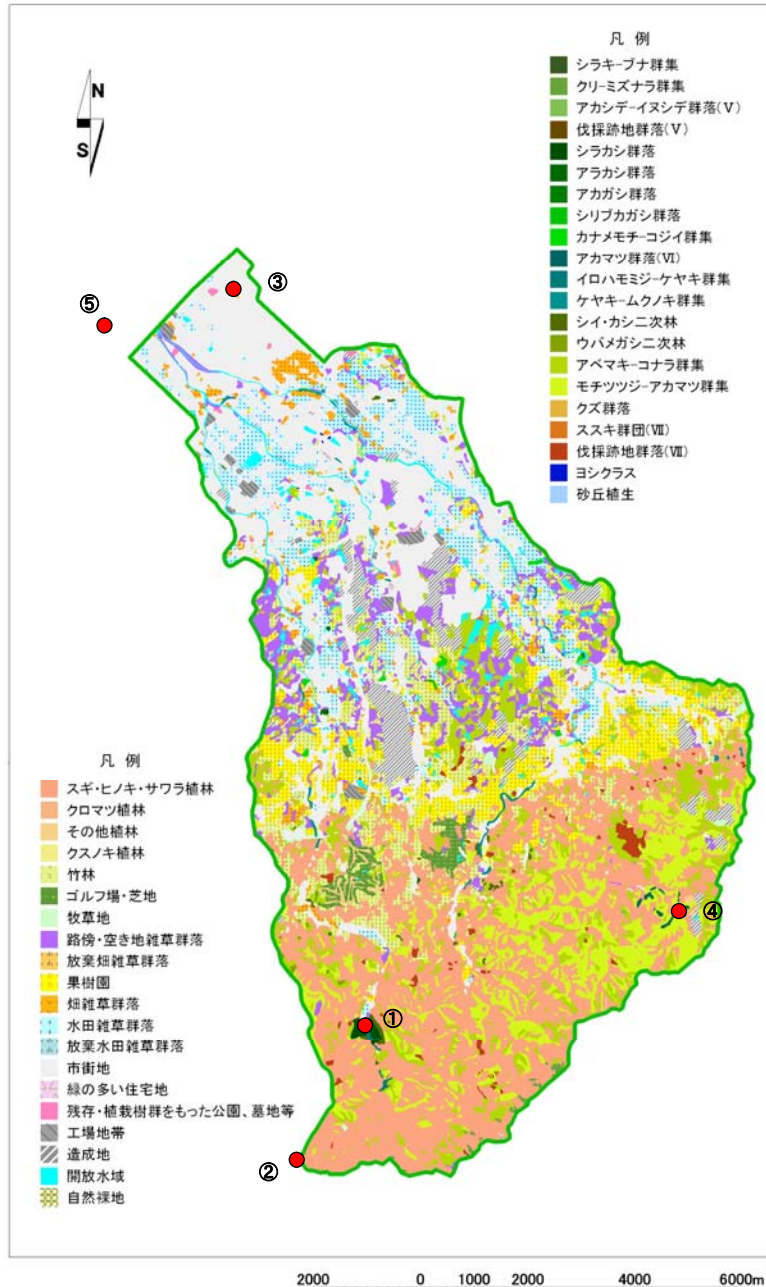 凡例
シラキ-ブナ群集
クリ-ミズナラ群集
アカシデ-イヌシデ群落(Ⅴ)
伐採跡地群落(Ⅴ)
シラカシ群落
アラカシ群落
アカガシ群落
シリブカガシ群落
カナメモチ-コジイ群集
アカマツ群落(Ⅵ)
イロハモミジ-ケヤキ群集
ケヤキ-ムクノキ群集
シイ・カシ二次林
ウバメガシ二次林
アベマキ-コナラ群集
モチツツジ-アカマツ群集
クズ群落
ススキ群団(Ⅶ)
伐採跡地群落(Ⅶ)
ヨシクラス
砂丘植生
N
S
③
⑤
凡例
スギ・ヒノキ・サワラ植林
クロマツ植林
その他植林
クスノキ植林
竹林
ゴルフ場・芝地
牧草地
路傍・空き地雑草群落
放棄畑雑草群落
果樹園
畑雑草群落
水田雑草群落
放棄水田雑草群落
市街地
緑の多い住宅地
残存・植栽樹群をもった公園、墓地等
工場地帯
造成地
開放水域
自然裸地
④
①
②
2000 0 1000 2000 4000 6000m